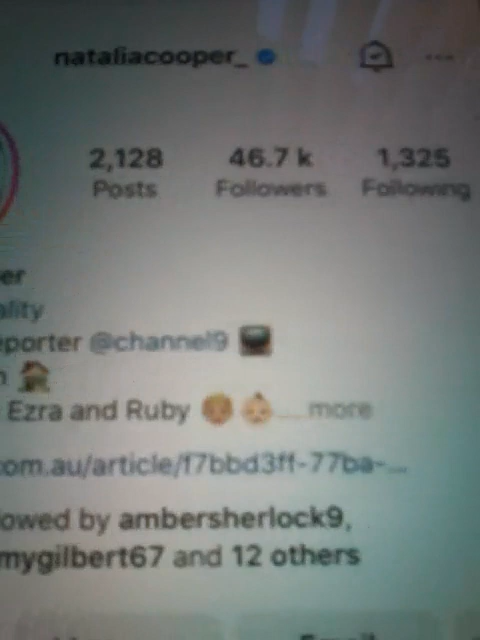 nataliacooper_
2,128 46.7 k 1,325
Posts Followers Following
er
ality
eporter @channel9
n
Ezra and Ruby ... more
com.au/article/f7bbd3ff-77ba-...
owed by ambersherlock9,
mygilbert67 and 12 others